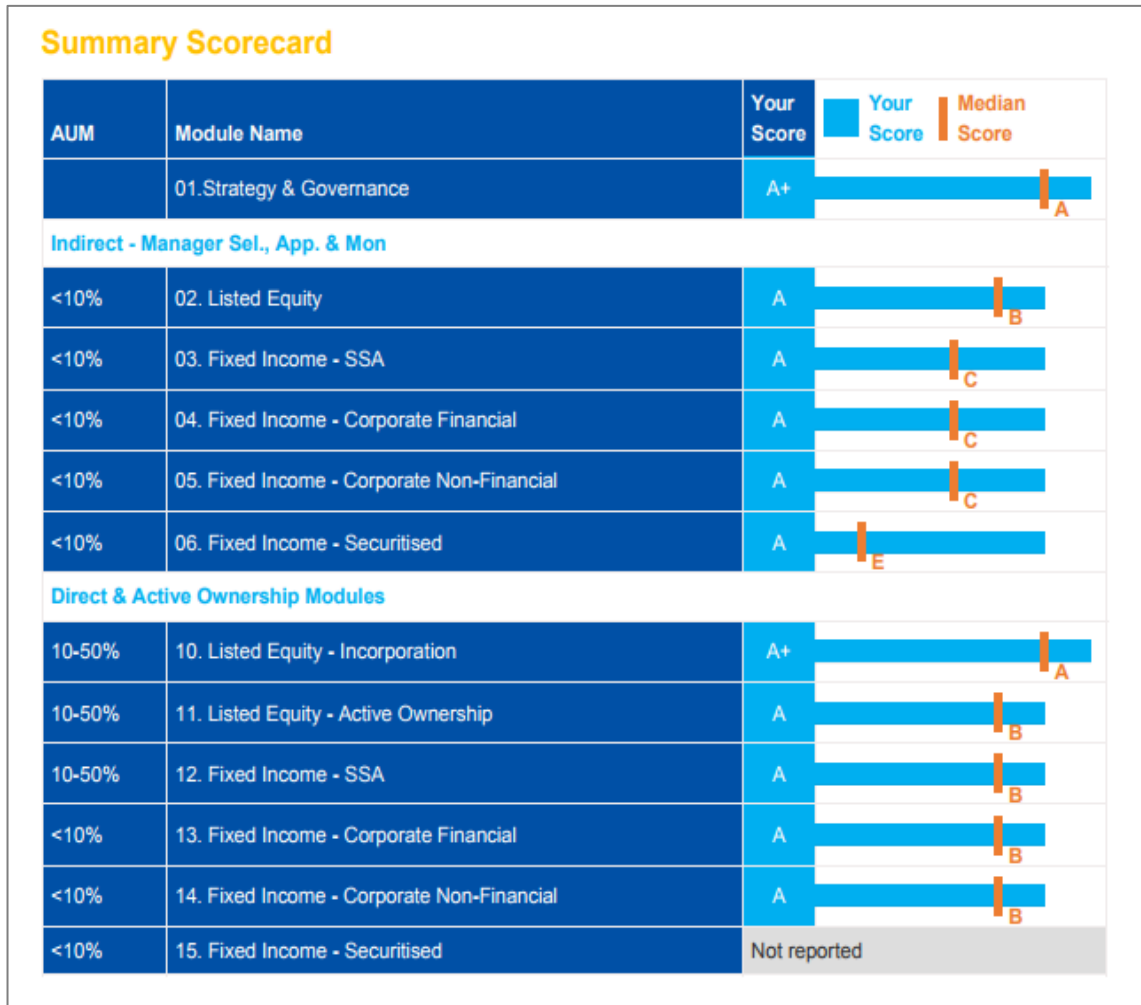 Summary Scorecard
AUM Module Name Your Score Your Score Median Score
01.Strategy & Governance A+ A
Indirect - Manager Sel., App. & Mon
<10% 02. Listed Equity A B
<10% 03. Fixed Income - SSA A C
<10% 04. Fixed Income - Corporate Financial A C
<10% 05. Fixed Income - Corporate Non-Financial A C
<10% 06. Fixed Income - Securitised A E
Direct & Active Ownership Modules
10-50% 10. Listed Equity - Incorporation A+ A
10-50% 11. Listed Equity - Active Ownership A B
10-50% 12. Fixed Income - SSA A B
<10% 13. Fixed Income - Corporate Financial A B
<10% 14. Fixed Income - Corporate Non-Financial A B
<10% 15. Fixed Income - Securitised Not reported